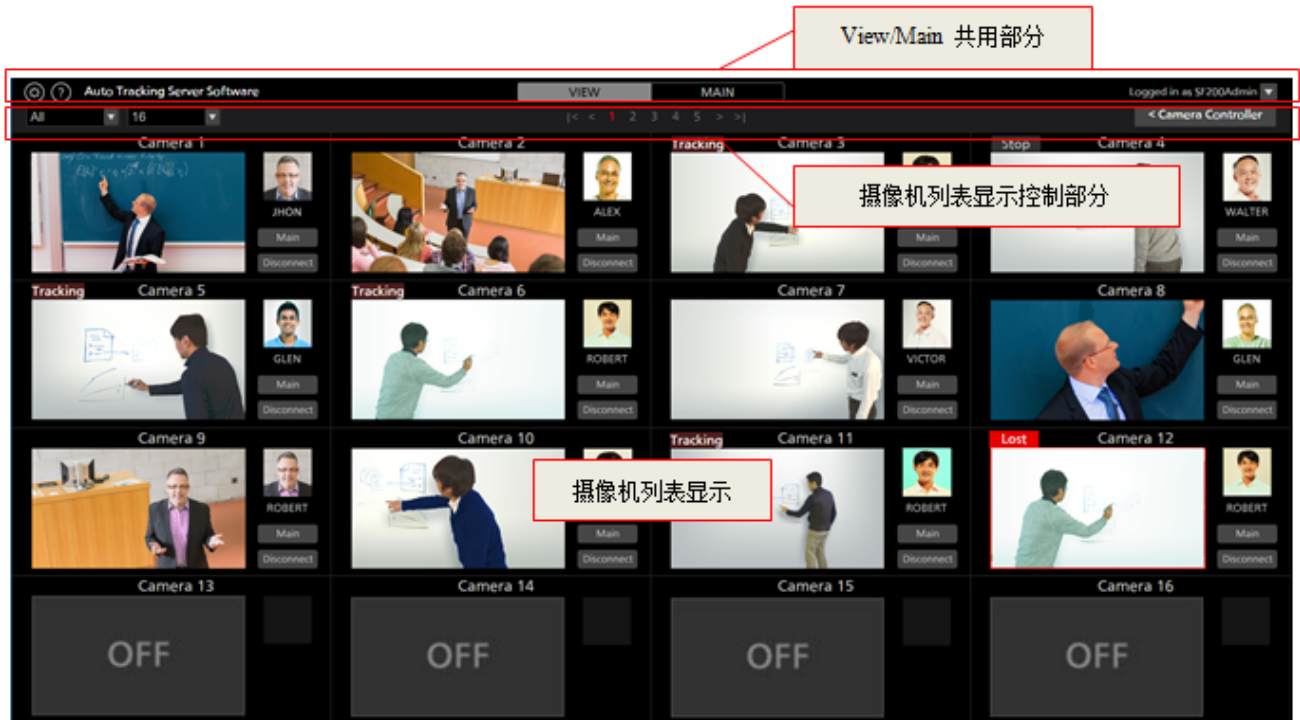 View/Main 共用部分
Auto Tracking Server Software
VIEW
MAIN
Logged in as SF200Admin
All
16
|< < 1 2 3 4 5 > >|
< Camera Controller
Camera 1
JHON
Main
Disconnect
Camera 2
ALEX
Main
Disconnect
Tracking
Camera 3
Main
Disconnect
Stop
Camera 4
WALTER
Main
Disconnect
摄像机列表显示控制部分
Tracking
Camera 5
GLEN
Main
Disconnect
Tracking
Camera 6
ROBERT
Main
Disconnect
Camera 7
VICTOR
Main
Disconnect
Camera 8
GLEN
Main
Disconnect
Camera 9
ROBERT
Main
Disconnect
Camera 10
Main
Disconnect
摄像机列表显示
Tracking
Camera 11
ROBERT
Main
Disconnect
Lost
Camera 12
ROBERT
Main
Disconnect
Camera 13
OFF
Camera 14
OFF
Camera 15
OFF
Camera 16
OFF